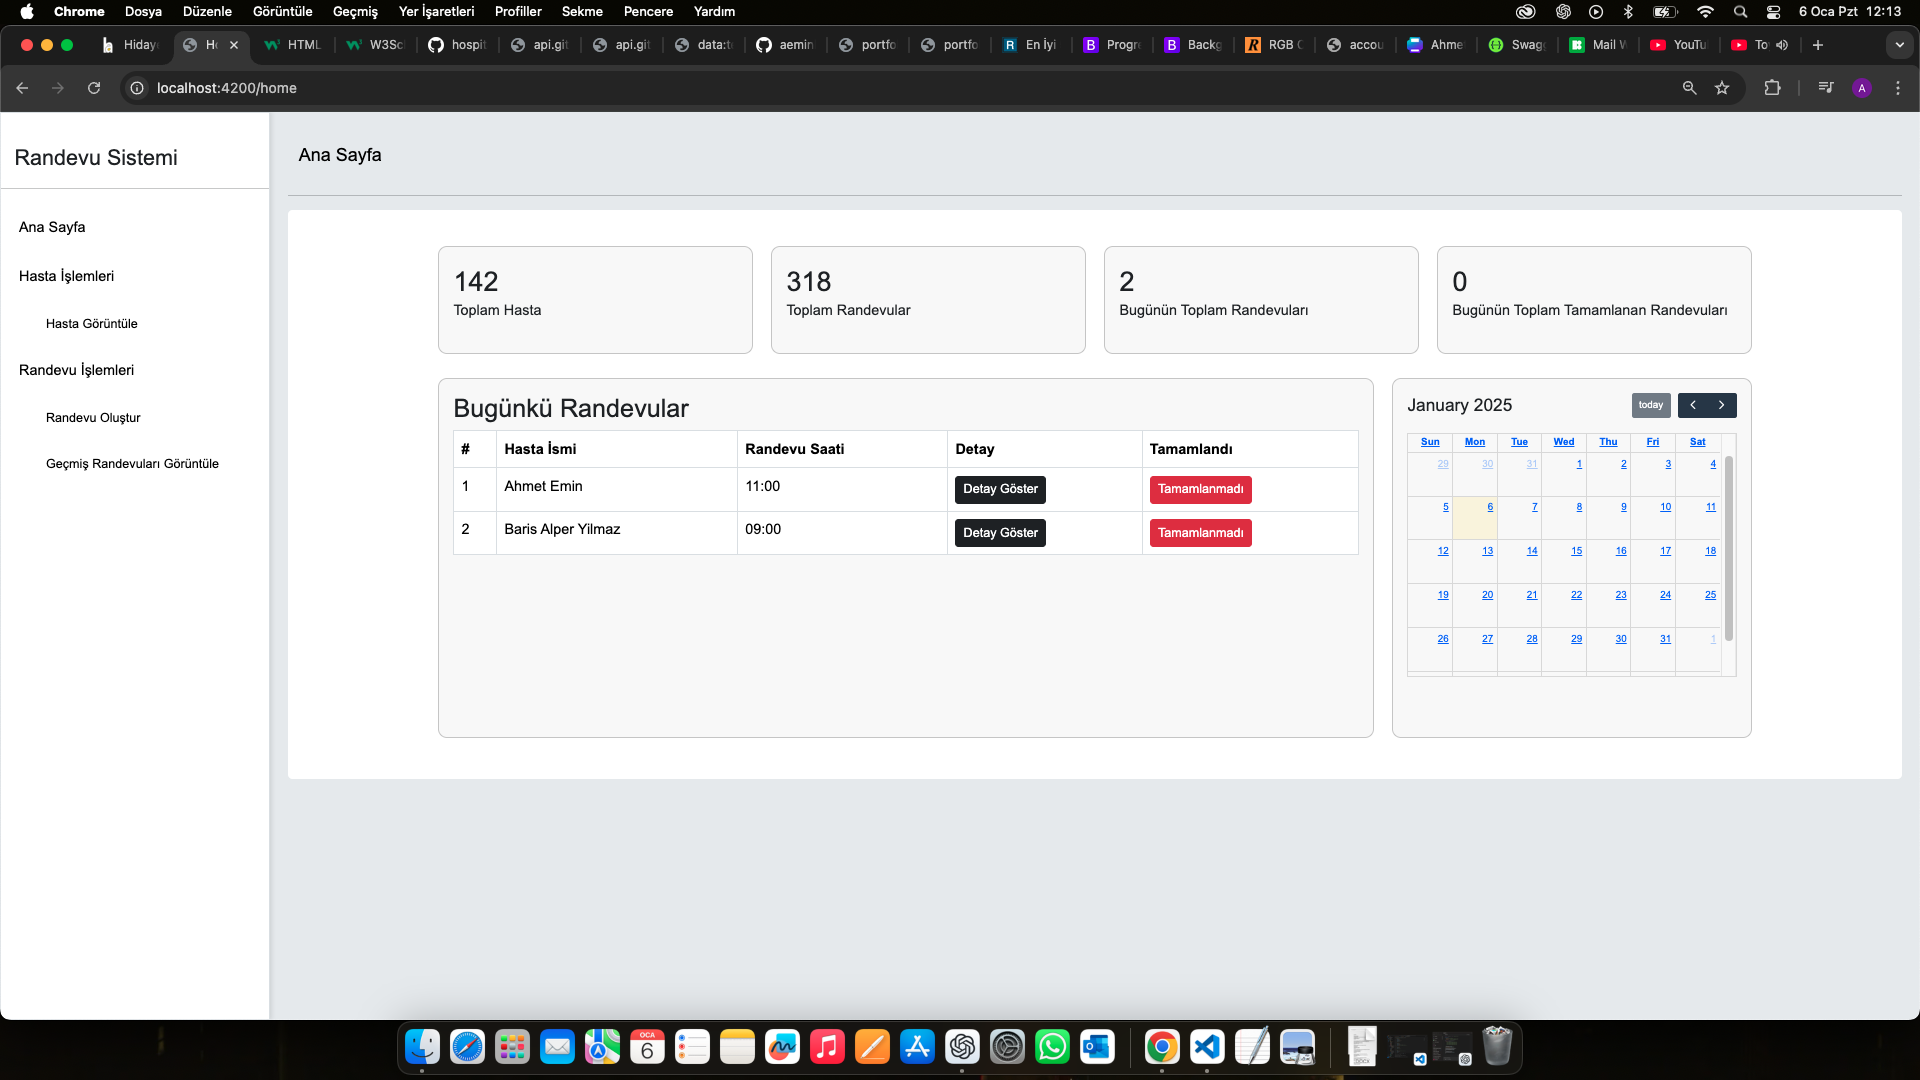 Chrome Dosya Düzenle Görüntüle Geçmiş Yer İşaretleri Profiller Sekme Pencere Yardım 6 Oca Pzt 12:13
Hidaye Ho HTML W3Sc hospit api.git api.git data:te aemin portfo portfo En İyi Progre Backg RGB C accou Ahme Swagg Mail W YouTu To
localhost:4200/home A
Randevu Sistemi
Ana Sayfa
Hasta İşlemleri
Hasta Görüntüle
Randevu İşlemleri
Randevu Oluştur
Geçmiş Randevuları Görüntüle
Ana Sayfa
142
Toplam Hasta
318
Toplam Randevular
2
Bugünün Toplam Randevuları
0
Bugünün Toplam Tamamlanan Randevuları
Bugünkü Randevular
# Hasta İsmi Randevu Saati Detay Tamamlandı
1 Ahmet Emin 11:00 Detay Göster Tamamlanmadı
2 Baris Alper Yilmaz 09:00 Detay Göster Tamamlanmadı
January 2025 today
Sun Mon Tue Wed Thu Fri Sat
29 30 31 1 2 3 4
5 6 7 8 9 10 11
12 13 14 15 16 17 18
19 20 21 22 23 24 25
26 27 28 29 30 31 1
OCA
6